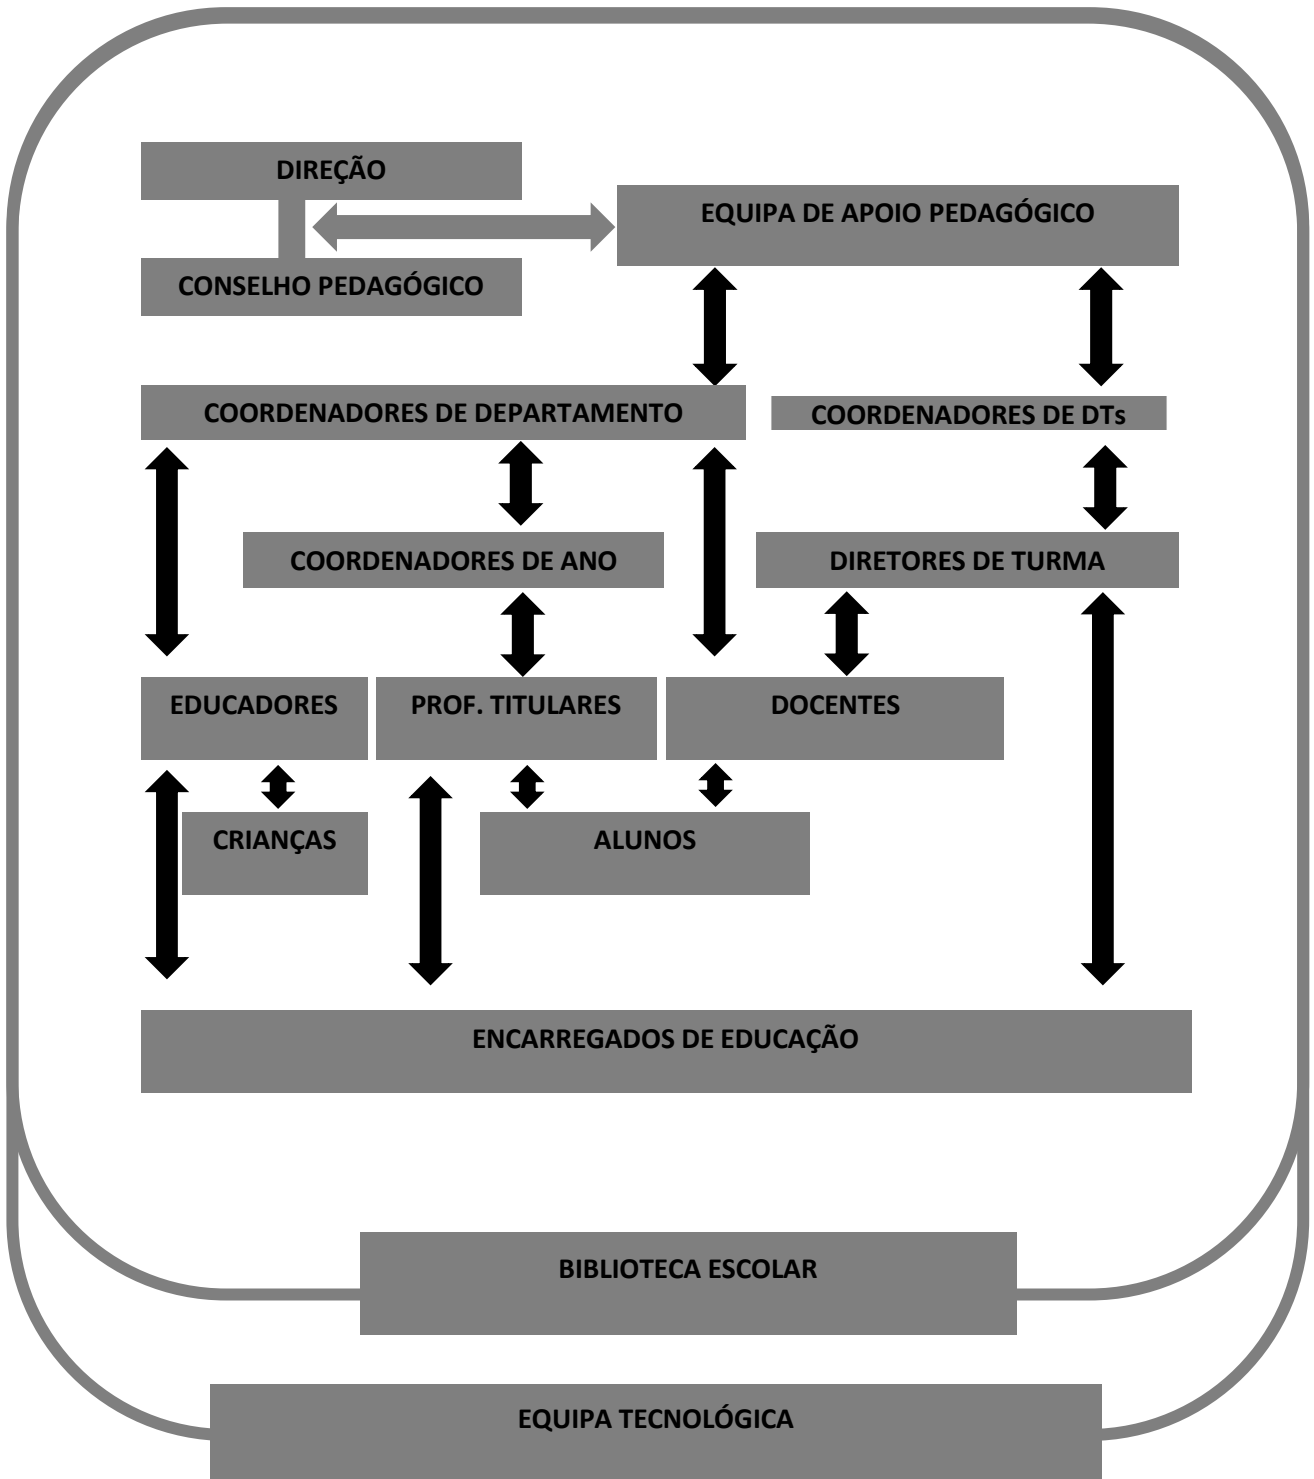 DIREÇÃO
EQUIPA DE APOIO PEDAGÓGICO
CONSELHO PEDAGÓGICO
COORDENADORES DE DEPARTAMENTO
COORDENADORES DE DTs
COORDENADORES DE ANO
DIRETORES DE TURMA
EDUCADORES
PROF. TITULARES
DOCENTES
CRIANÇAS
ALUNOS
ENCARREGADOS DE EDUCAÇÃO
BIBLIOTECA ESCOLAR
EQUIPA TECNOLÓGICA